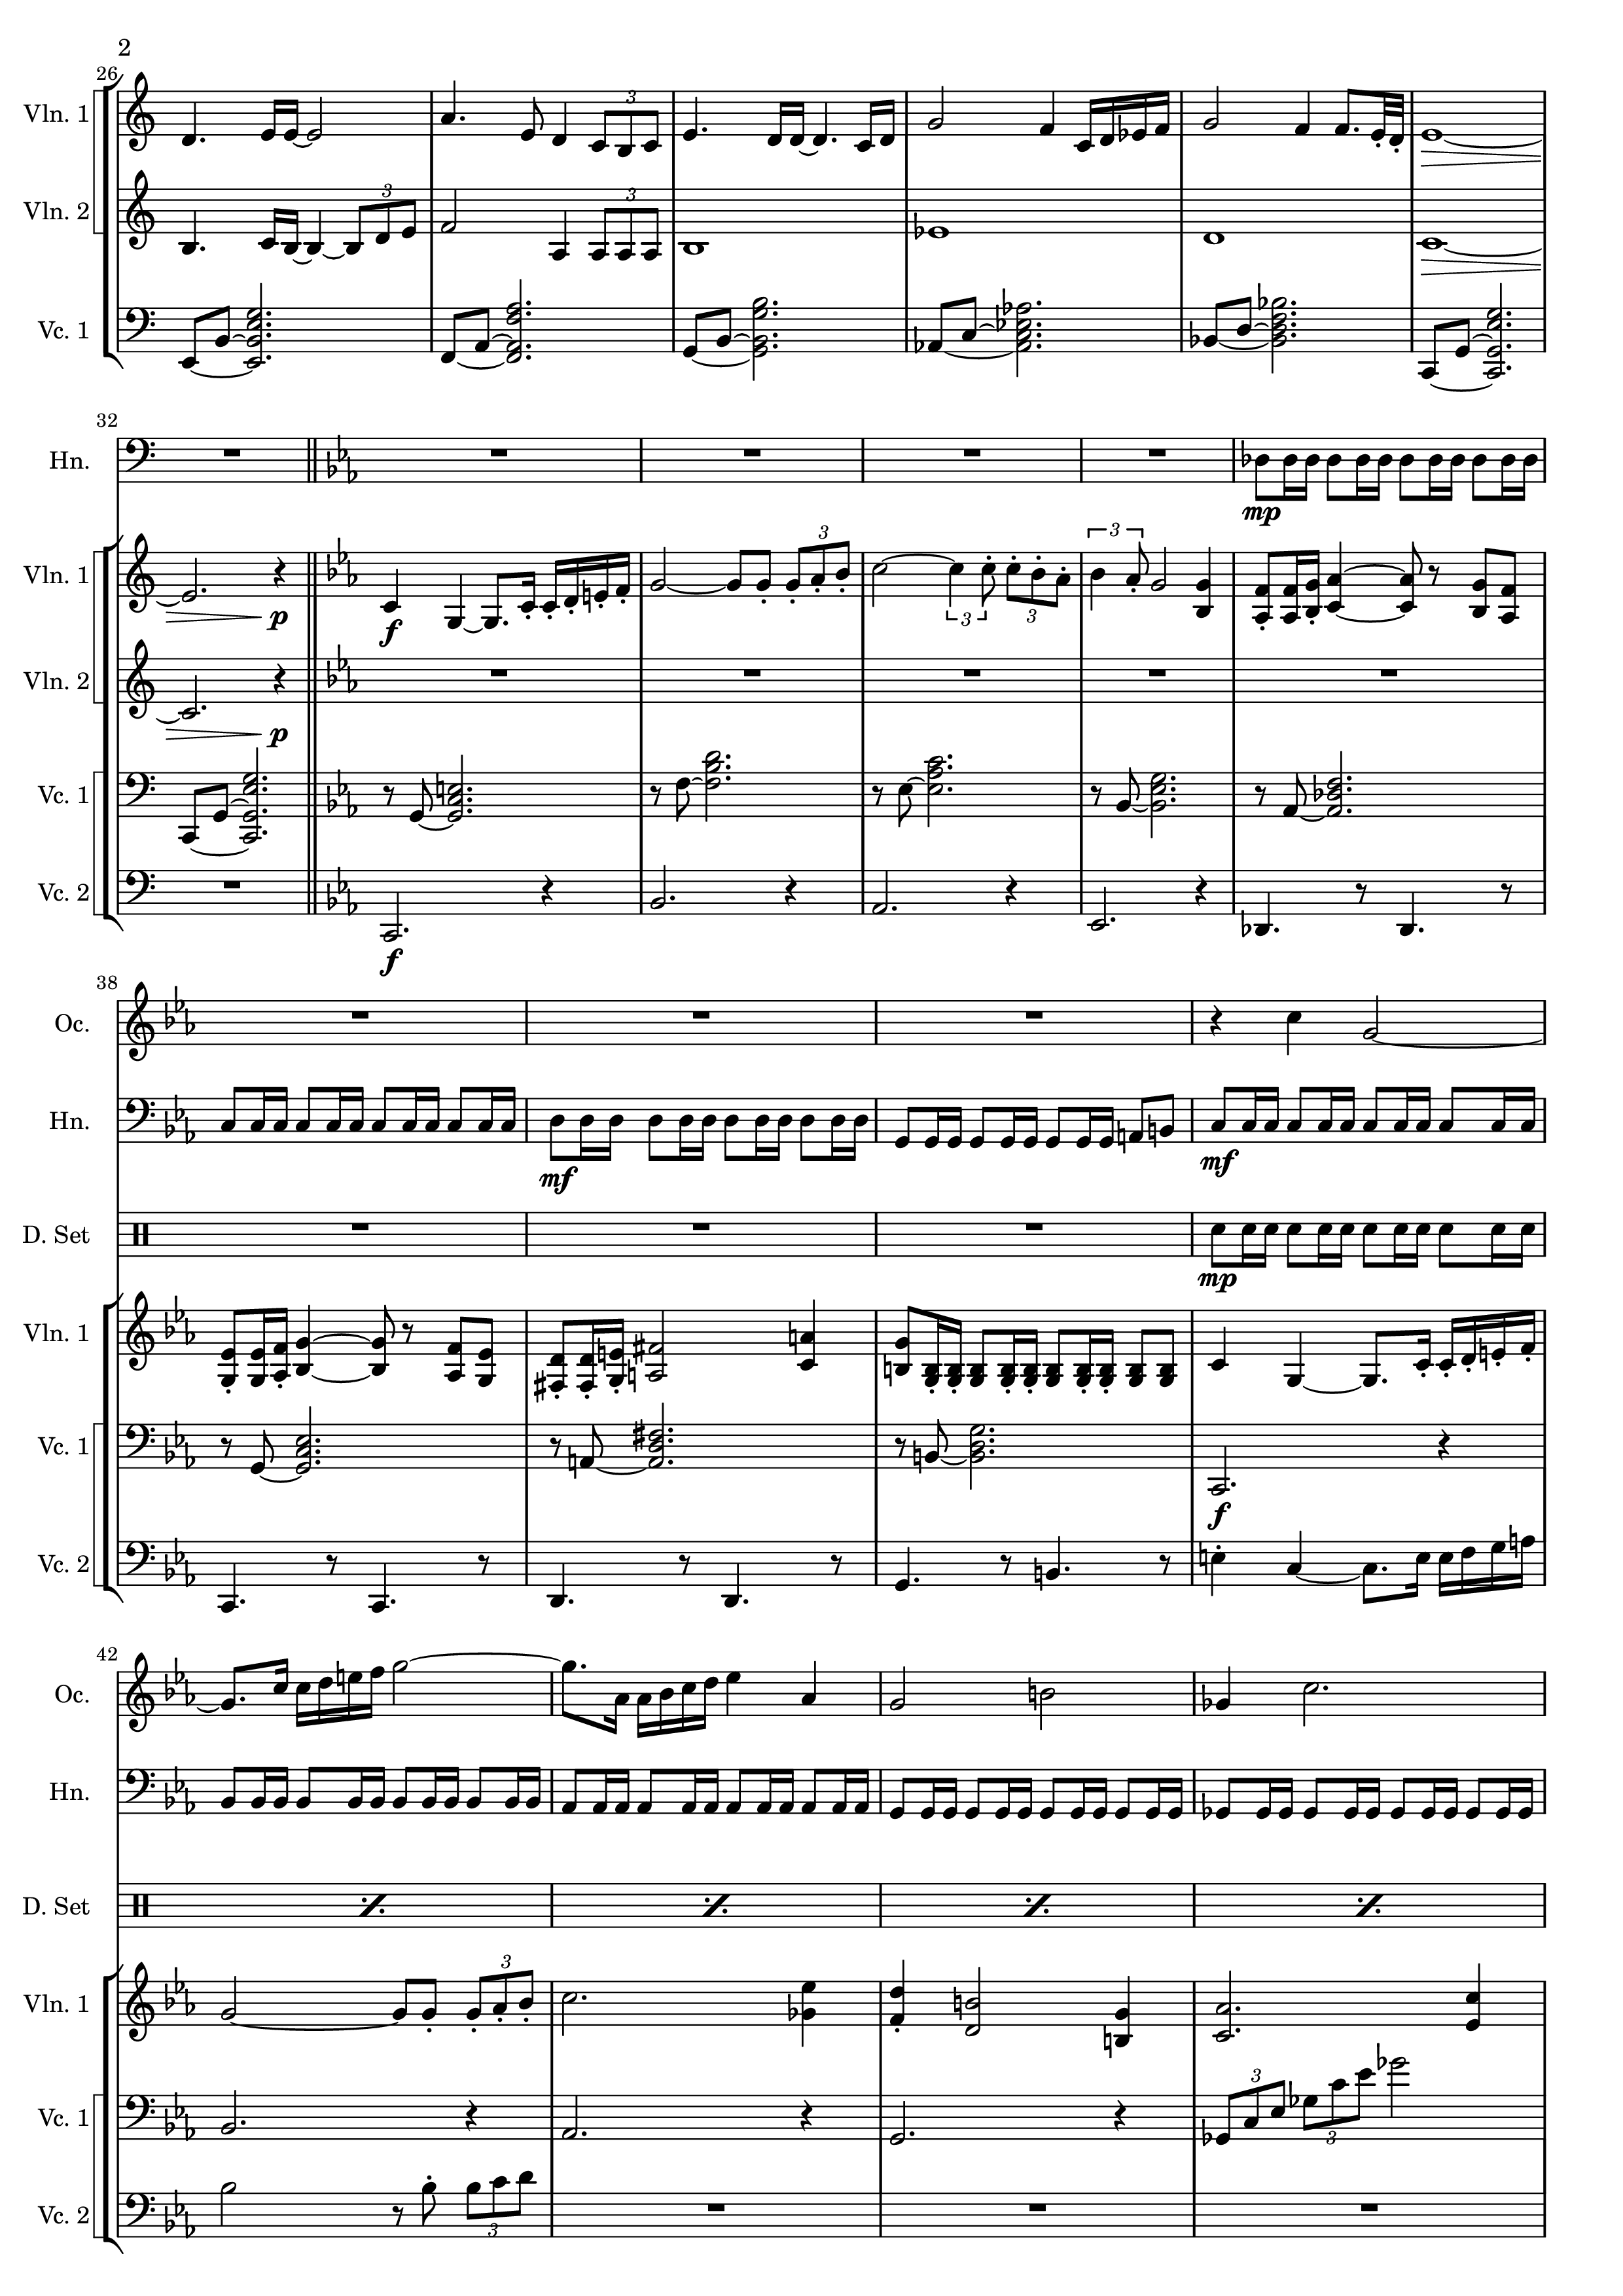 2
26
Vln. 1
3
Vln. 2
3
3
Vc. 1
32
Hn.
mp
Vln. 1
p
f
3
3
3
3
Vln. 2
p
Vc. 1
Vc. 2
f
38
Oc.
Hn.
mf
mf
D. Set
mp
Vln. 1
Vc. 1
f
Vc. 2
42
Oc.
Hn.
D. Set
Vln. 1
3
Vc. 1
3
3
Vc. 2
3